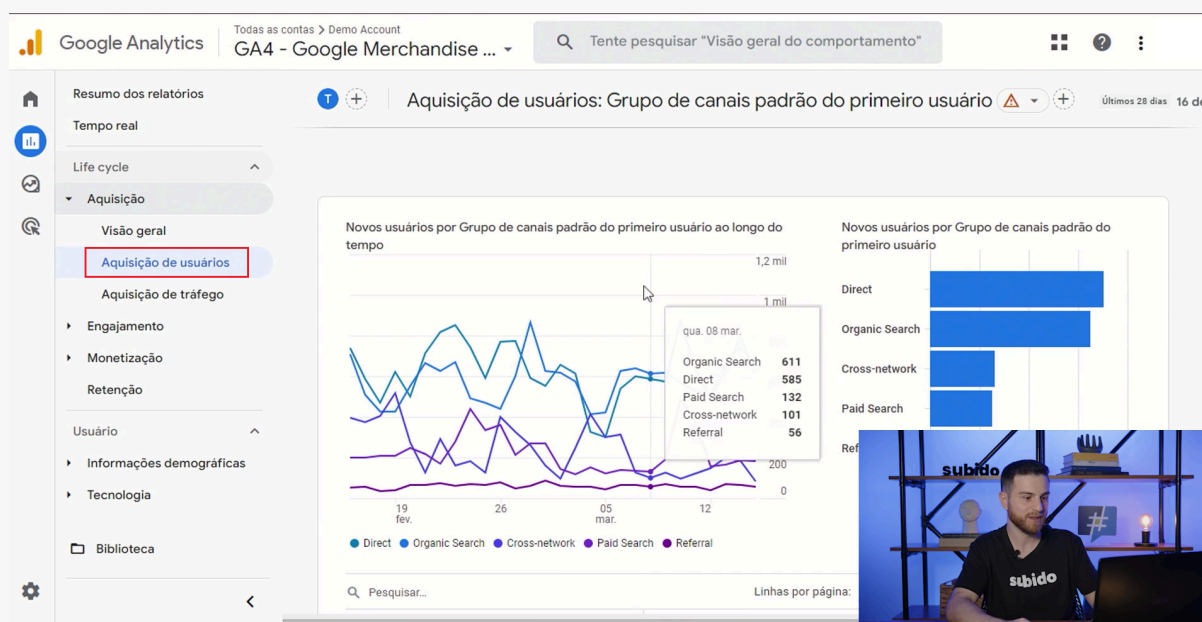 Google Analytics
Todas as contas > Demo Account
GA4 - Google Merchandise ...
Tente pesquisar "Visão geral do comportamento"
Resumo dos relatórios
Tempo real
Life cycle
Aquisição
Visão geral
Aquisição de usuários
Aquisição de tráfego
Engajamento
Monetização
Retenção
Usuário
Informações demográficas
Tecnologia
Biblioteca
T
Aquisição de usuários: Grupo de canais padrão do primeiro usuário
Últimos 28 dias 16 de
Novos usuários por Grupo de canais padrão do primeiro usuário ao longo do
tempo
1,2 mil
1 mil
200
0
qua. 08 mar.
Organic Search 611
Direct 585
Paid Search 132
Cross-network 101
Referral 56
19
fev.
26
05
mar.
12
Direct Organic Search Cross-network Paid Search Referral
Pesquisar...
Linhas por página:
Novos usuários por Grupo de canais padrão do
primeiro usuário
Direct
Organic Search
Cross-network
Paid Search
Ref
subido
#
subido